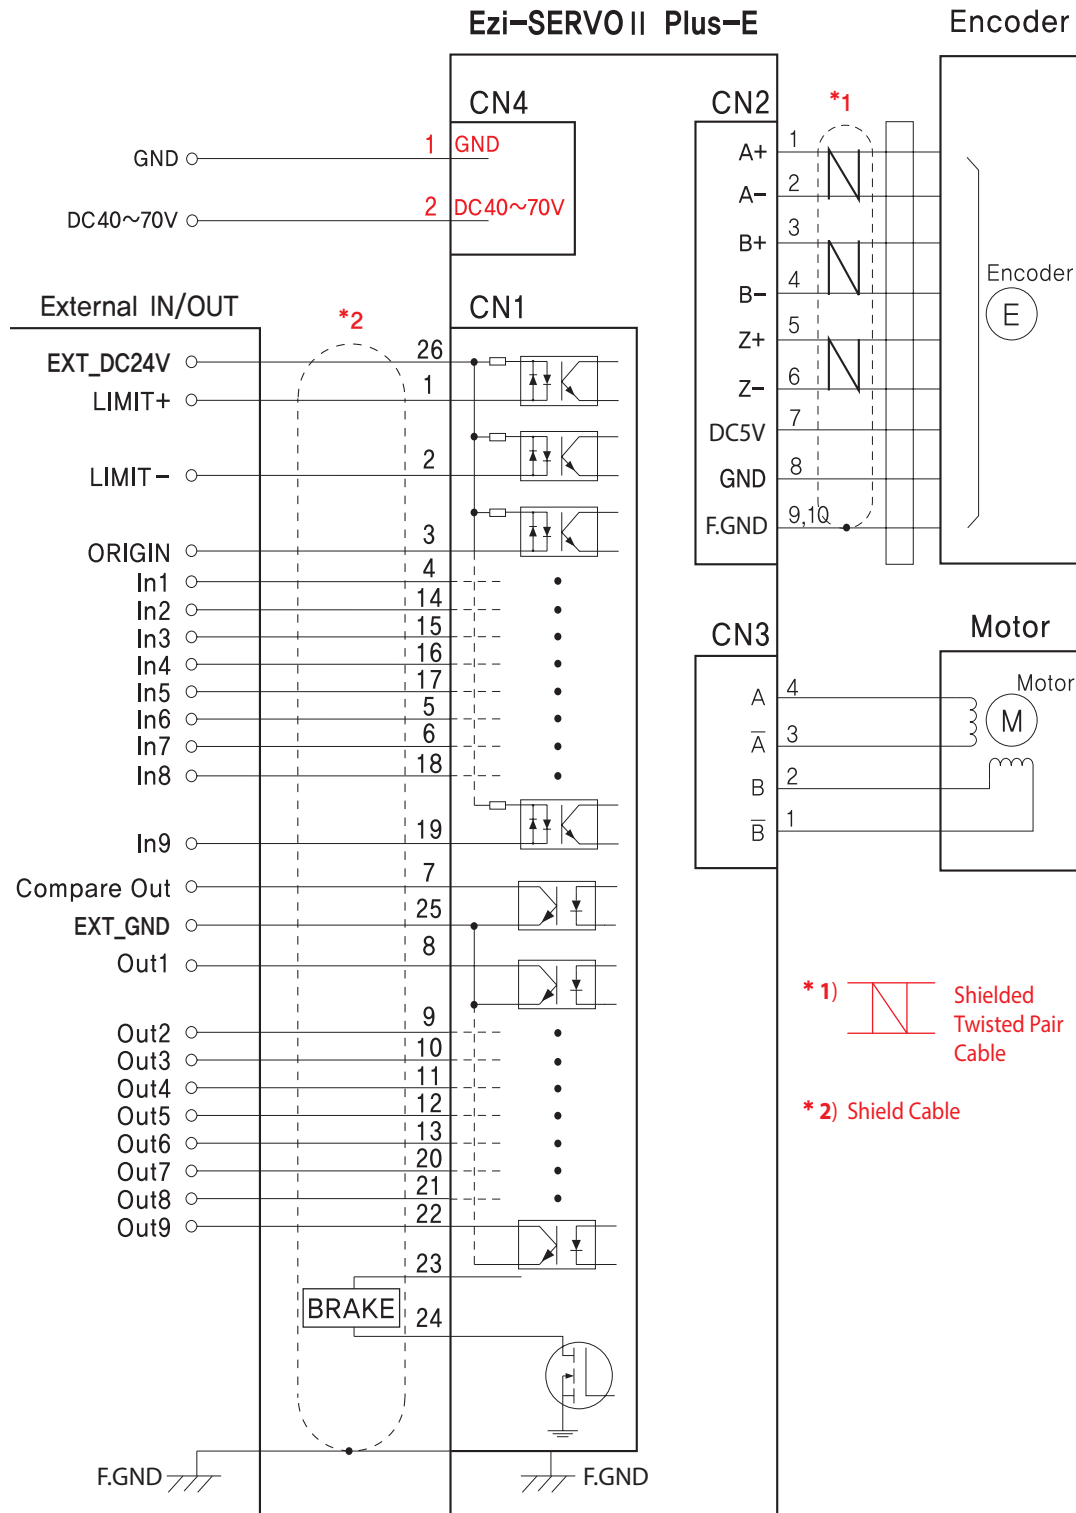 Ezi-SERVO II Plus-E
Encoder
CN4
1 GND
GND
2 DC40~70V
DC40~70V
CN2
*1
A+ 1
A- 2
B+ 3
B- 4
Z+ 5
Z- 6
DC5V 7
GND 8
F.GND 9,10
Encoder
E
External IN/OUT
*2
CN1
EXT_DC24V 26
LIMIT+ 1
LIMIT- 2
ORIGIN 3
In1 4
In2 14
In3 15
In4 16
In5 17
In6 5
In7 6
In8 18
In9 19
Compare Out 7
EXT_GND 25
Out1 8
Out2 9
Out3 10
Out4 11
Out5 12
Out6 13
Out7 20
Out8 21
Out9 22
23
BRAKE 24
F.GND
F.GND
CN3
Motor
A 4
A̅ 3
B 2
B̅ 1
Motor
M
* 1) Shielded
Twisted Pair
Cable
* 2) Shield Cable